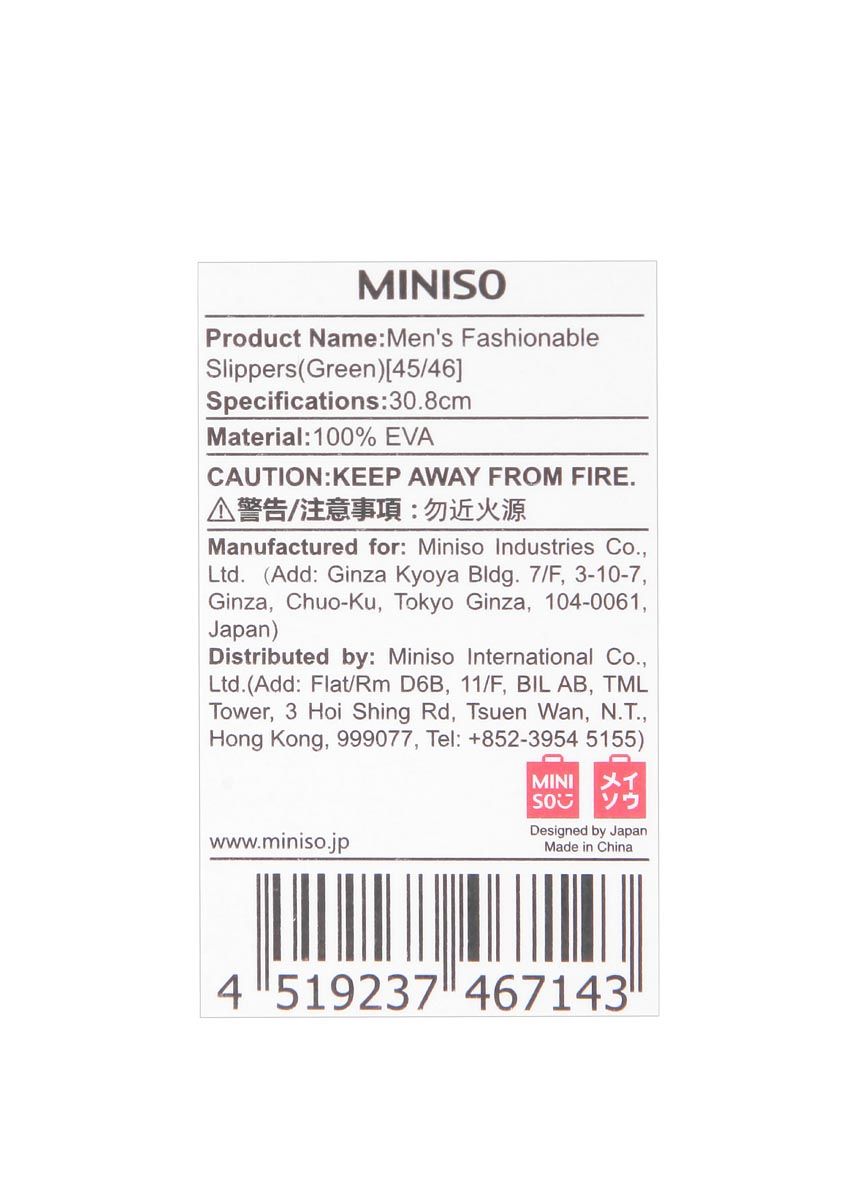 MINISO
Product Name:Men's Fashionable
Slippers(Green)[45/46]
Specifications:30.8cm
Material:100% EVA
CAUTION:KEEP AWAY FROM FIRE.
⚠警告/注意事項：勿近火源
Manufactured for: Miniso Industries Co.,
Ltd. （Add: Ginza Kyoya Bldg. 7/F, 3-10-7,
Ginza, Chuo-Ku, Tokyo Ginza, 104-0061,
Japan)
Distributed by: Miniso International Co.,
Ltd.(Add: Flat/Rm D6B, 11/F, BIL AB, TML
Tower, 3 Hoi Shing Rd, Tsuen Wan, N.T.,
Hong Kong, 999077, Tel: +852-3954 5155)
MINI
SO
メイ
ソウ
www.miniso.jp
Designed by Japan
Made in China
4 519237 467143